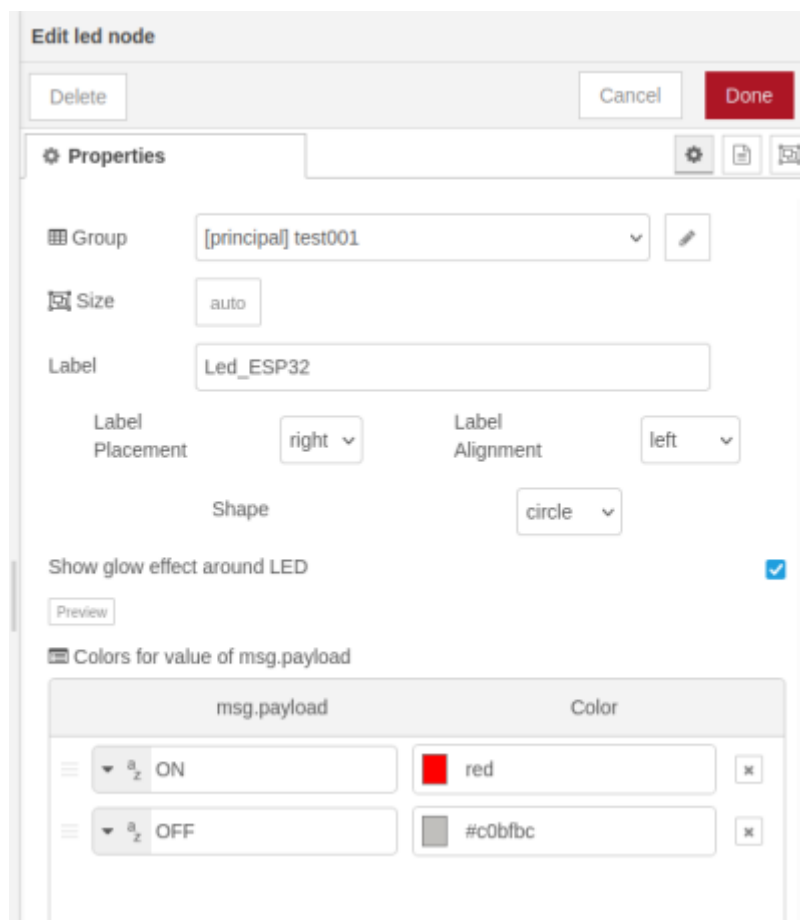 Edit led node
Delete Cancel Done
Properties
Group [principal] test001
Size auto
Label Led_ESP32
Label Placement right Label Alignment left
Shape circle
Show glow effect around LED
Preview
Colors for value of msg.payload
msg.payload Color
az ON red
az OFF #c0bfbc